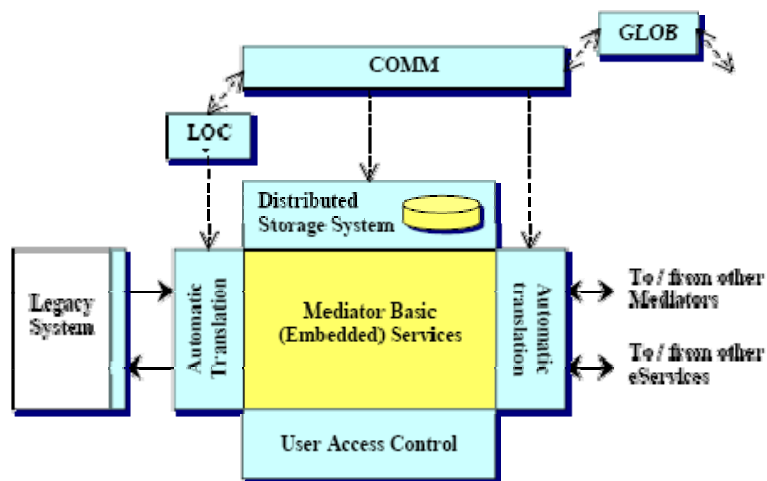 GLOB
COMM
LOC
Distributed
Storage System
Legacy
System
Automatic
Translation
Mediator Basic
(Embedded) Services
Automatic
translation
To / from other
Mediators
To / from other
eServices
User Access Control